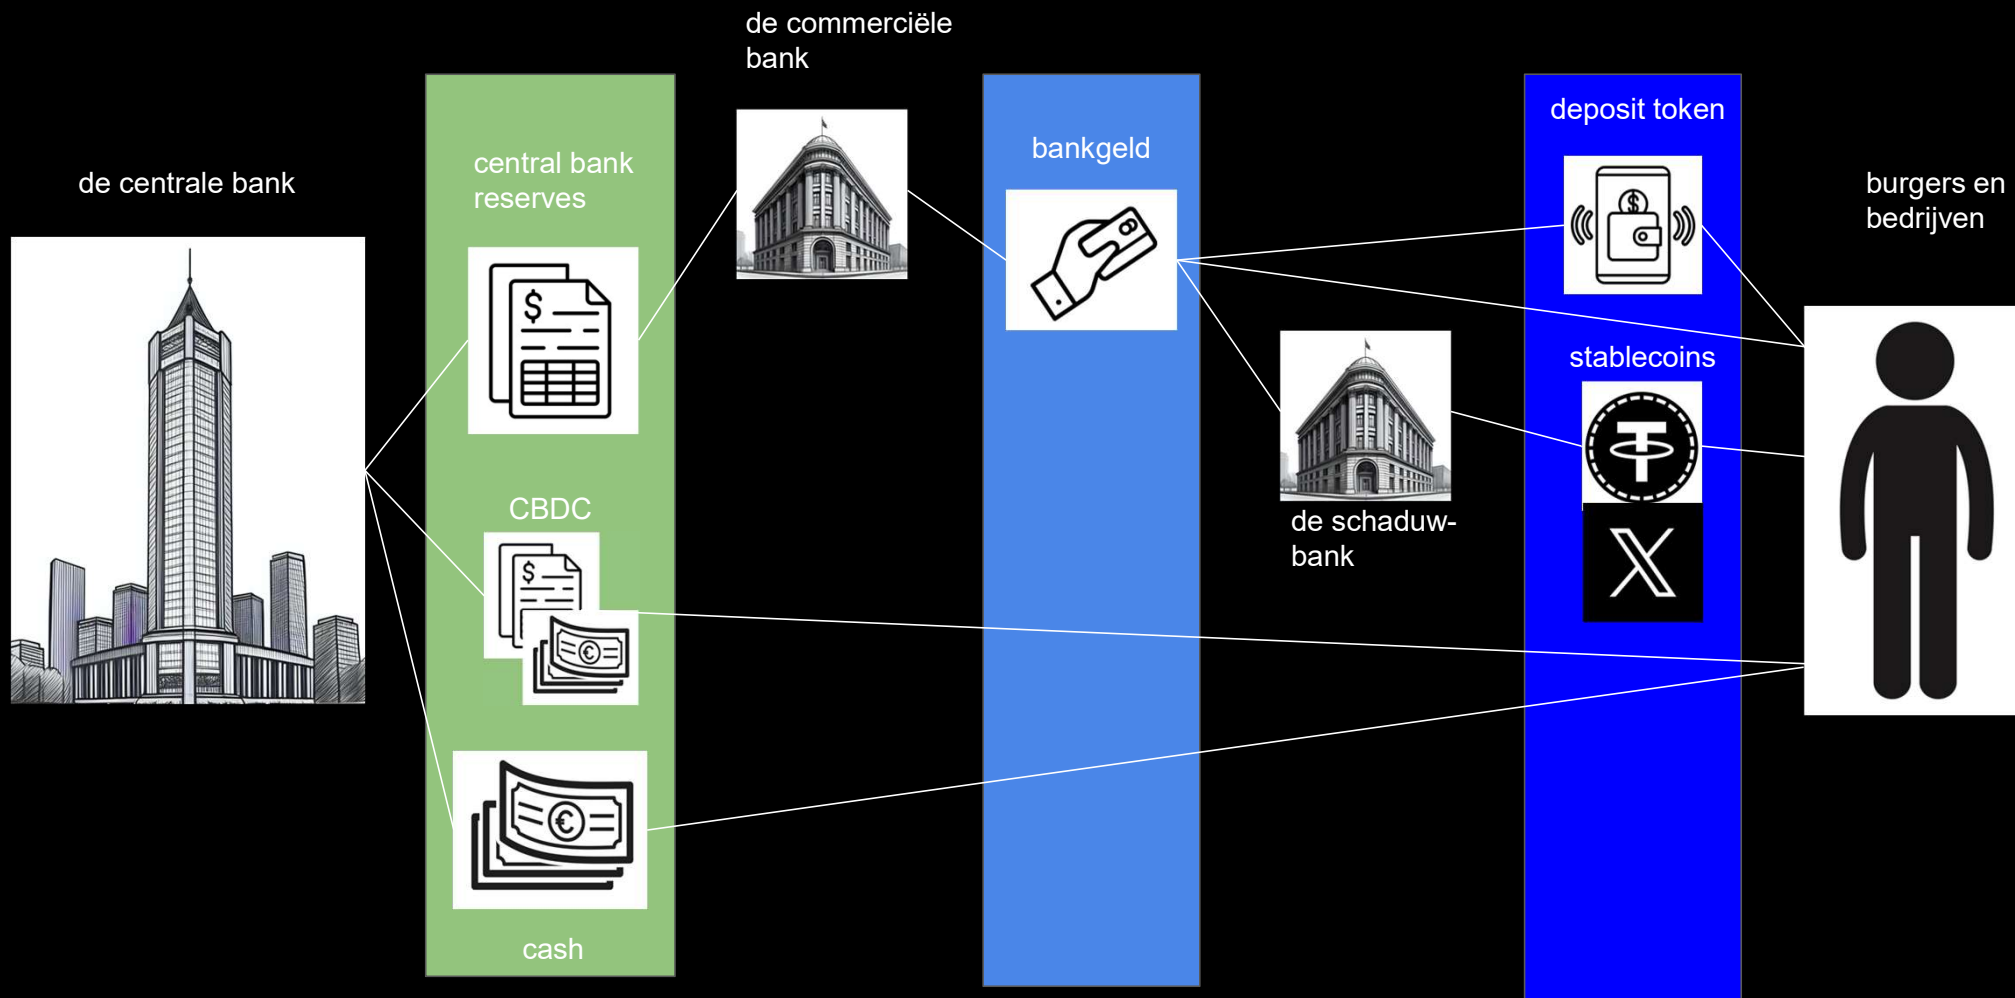 de commerciële
bank
de centrale bank
central bank
reserves
bankgeld
deposit token
burgers en
bedrijven
$
$
stablecoins
CBDC
$
€
de schaduw-
bank
€
cash